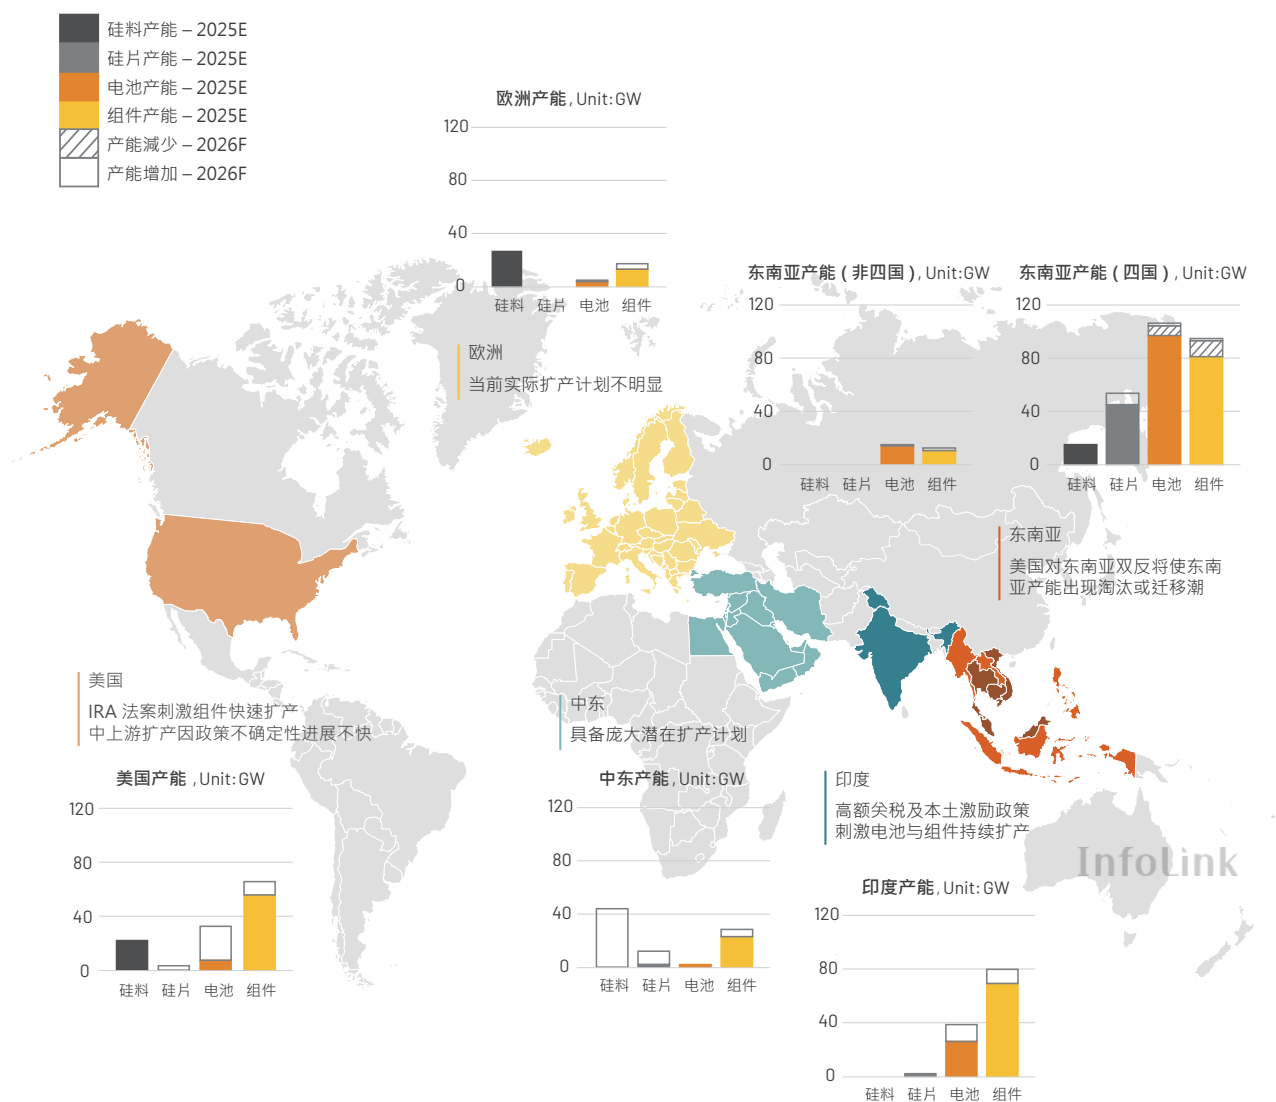 硅料产能 – 2025E
硅片产能 – 2025E
电池产能 – 2025E
组件产能 – 2025E
产能減少 – 2026F
产能增加 – 2026F
欧洲产能, Unit:GW
120
80
40
0
硅料 硅片 电池 组件
欧洲
当前实际扩产计划不明显
东南亚产能 ( 非四国 ), Unit:GW
120
80
40
0
硅料 硅片 电池 组件
东南亚产能 ( 四国 ), Unit:GW
120
80
40
0
硅料 硅片 电池 组件
东南亚
美国对东南亚双反将使东南
亚产能出现淘汰或迁移潮
美国
IRA 法案刺激组件快速扩产
中上游扩产因政策不确定性进展不快
美国产能 , Unit:GW
120
80
40
0
硅料 硅片 电池 组件
中东
具备庞大潜在扩产计划
中东产能, Unit:GW
120
80
40
0
硅料 硅片 电池 组件
印度
高额关税及本土激励政策
刺激电池与组件持续扩产
InfoLink
印度产能, Unit:GW
120
80
40
0
硅料 硅片 电池 组件